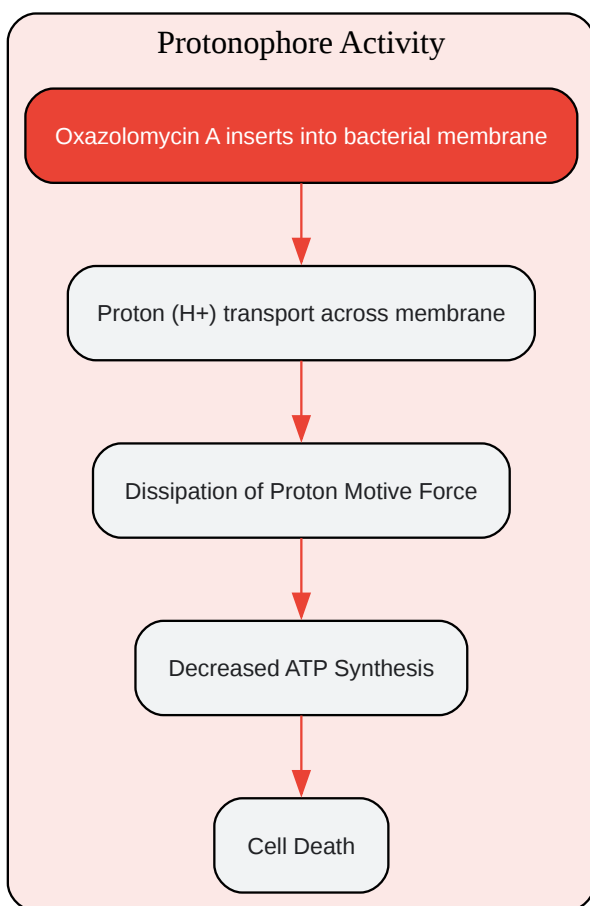 Protonophore Activity
Oxazolomycin A inserts into bacterial membrane
Proton (H+) transport across membrane
Dissipation of Proton Motive Force
Decreased ATP Synthesis
Cell Death